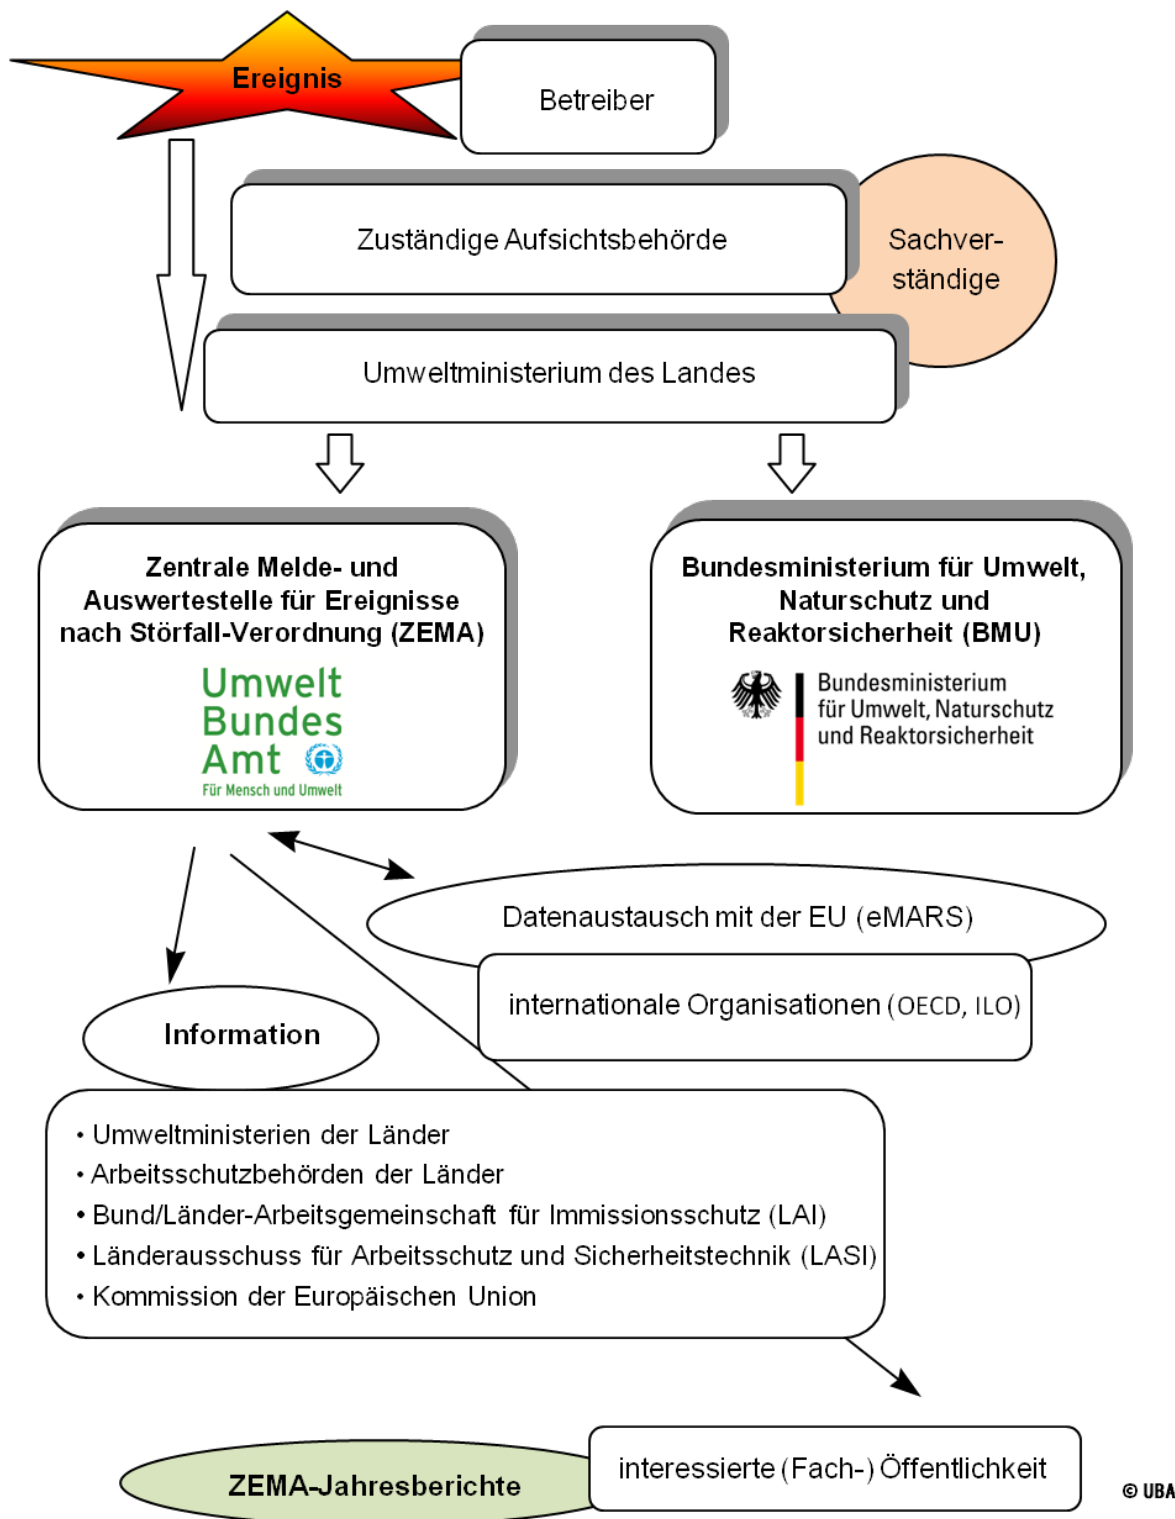 Ereignis
Betreiber
Zuständige Aufsichtsbehörde
Sachver-
ständige
Umweltministerium des Landes
Zentrale Melde- und
Auswertestelle für Ereignisse
nach Störfall-Verordnung (ZEMA)
Umwelt
Bundes
Amt
Für Mensch und Umwelt
Bundesministerium für Umwelt,
Naturschutz und
Reaktorsicherheit (BMU)
Bundesministerium
für Umwelt, Naturschutz
und Reaktorsicherheit
Datenaustausch mit der EU (eMARS)
internationale Organisationen (OECD, ILO)
Information
• Umweltministerien der Länder
• Arbeitsschutzbehörden der Länder
• Bund/Länder-Arbeitsgemeinschaft für Immissionsschutz (LAI)
• Länderausschuss für Arbeitsschutz und Sicherheitstechnik (LASI)
• Kommission der Europäischen Union
interessierte (Fach-) Öffentlichkeit
ZEMA-Jahresberichte
© UBA